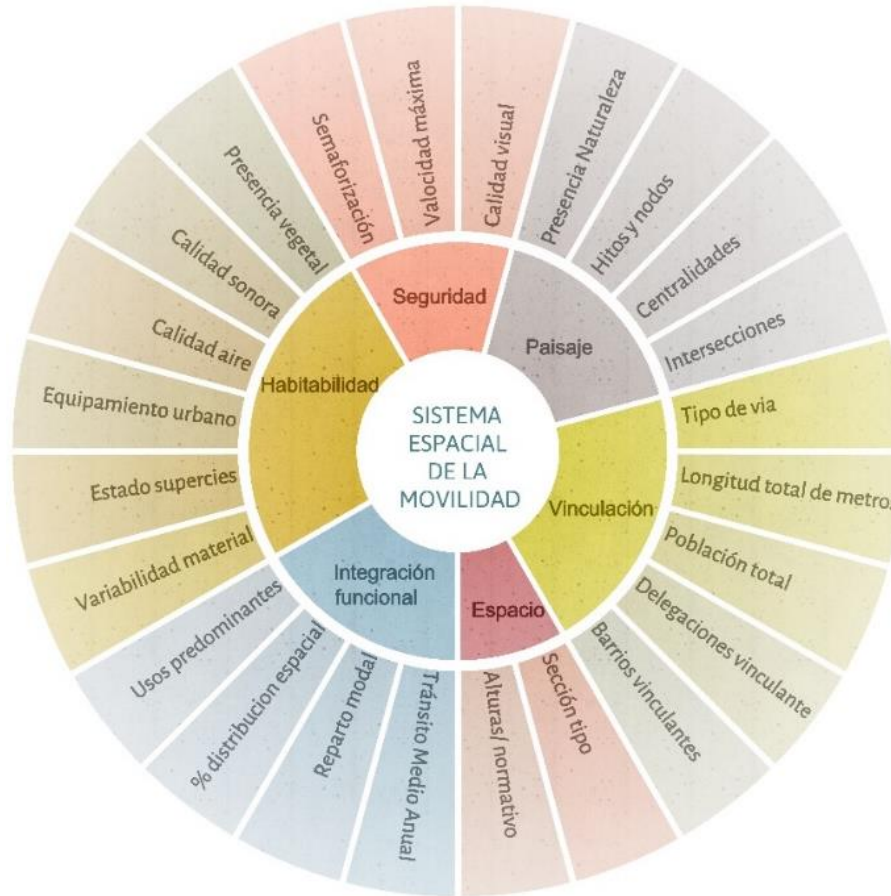 SISTEMA
ESPACIAL
DE LA
MOVILIDAD
Seguridad
Semaforización
Valocidad máxima
Calidad visual
Paisaje
Presencia Naturaleza
Hitos y nodos
Centralidades
Intersecciones
Vinculación
Tipo de via
Longitud total de metro
Población total
Delegaciones vinculante
Barrios vinculantes
Espacio
Sección tipo
Alturas/ normativo
Integración
funcional
Tránsito Medio Anual
Reparto modal
% distribucion espacial
Usos predominantes
Habitabilidad
Variabilidad material
Estado supercies
Equipamiento urbano
Calidad aire
Calidad sonora
Presencia vegetal